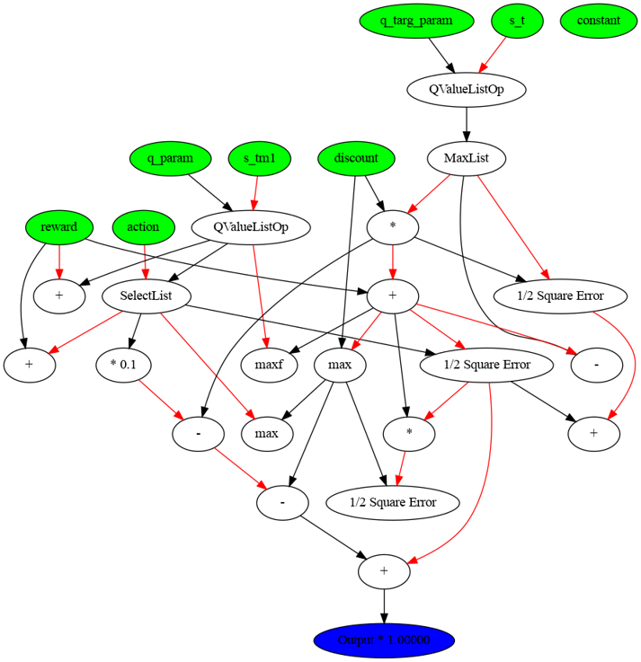 q_targ_param
s_t
constant
QValueListOp
q_param
s_tm1
discount
MaxList
reward
action
QValueListOp
*
+
SelectList
+
1/2 Square Error
+
* 0.1
maxf
max
1/2 Square Error
-
-
max
*
+
-
1/2 Square Error
+
Output * 1.00000